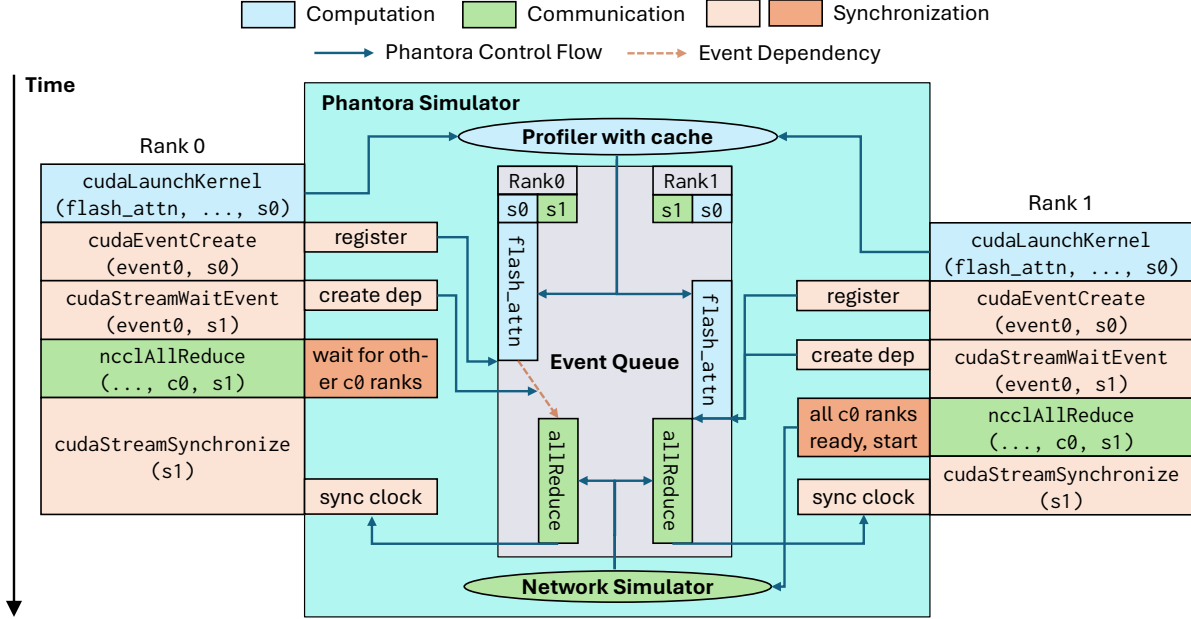 Computation
Communication
Synchronization
Phantora Control Flow
Event Dependency
Time
Phantora Simulator
Rank 0
Profiler with cache
cudaLaunchKernel
(flash_attn, ..., s0)
Rank0
s0
s1
Rank1
s1
s0
Rank 1
cudaEventCreate
(event0, s0)
register
flash_attn
cudaLaunchKernel
(flash_attn, ..., s0)
cudaStreamWaitEvent
(event0, s1)
create dep
flash_attn
register
cudaEventCreate
(event0, s0)
ncclAllReduce
(..., c0, s1)
wait for oth-
er c0 ranks
Event Queue
create dep
cudaStreamWaitEvent
(event0, s1)
cudaStreamSynchronize
(s1)
allReduce
allReduce
all c0 ranks
ready, start
ncclAllReduce
(..., c0, s1)
sync clock
sync clock
cudaStreamSynchronize
(s1)
Network Simulator